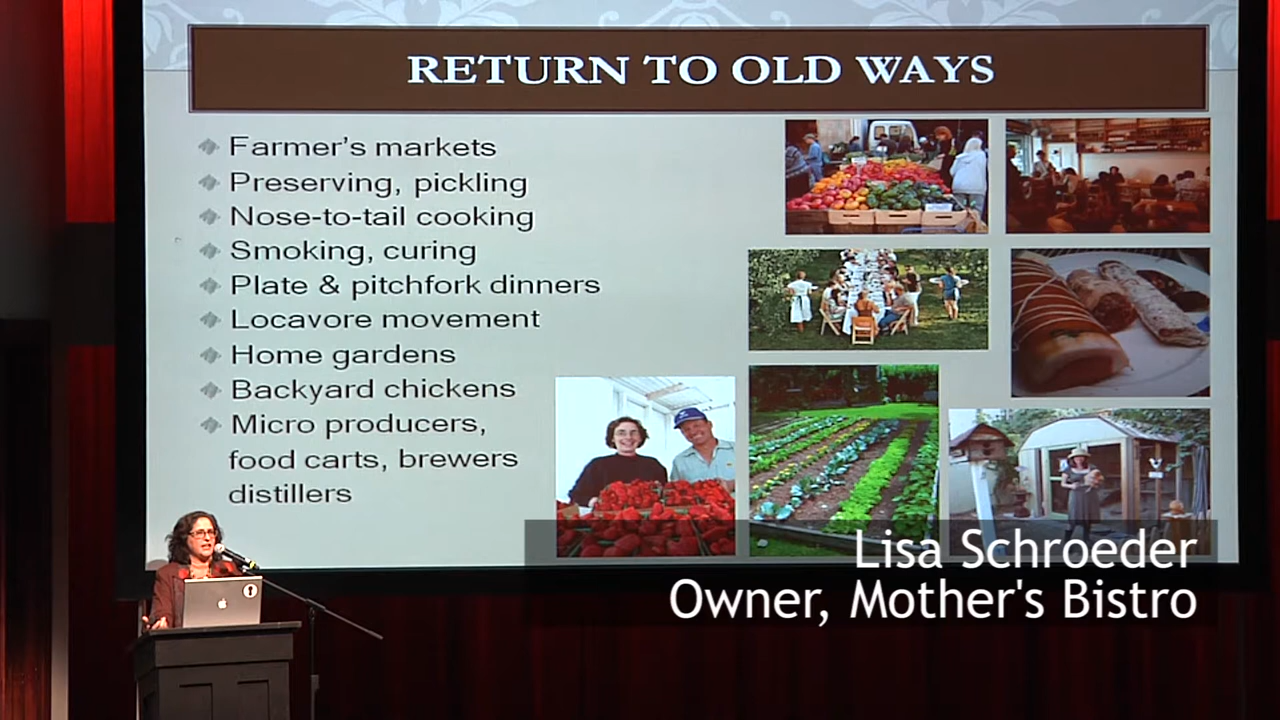 RETURN TO OLD WAYS
Farmer's markets
Preserving, pickling
Nose-to-tail cooking
Smoking, curing
Plate & pitchfork dinners
Locavore movement
Home gardens
Backyard chickens
Micro producers,
food carts, brewers
distillers
Lisa Schroeder
Owner, Mother's Bistro